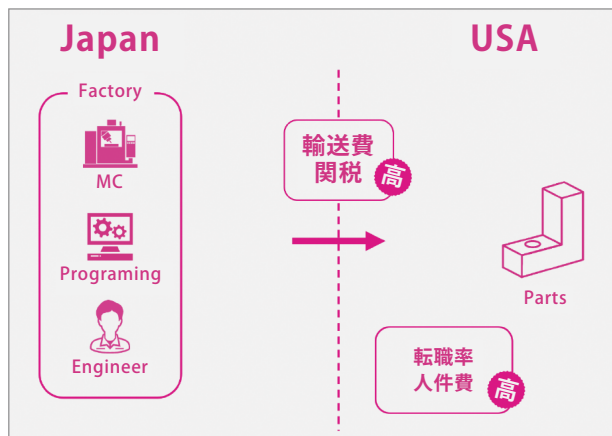 Japan
USA
Factory
MC
Programing
Engineer
輸送費
関税
高
Parts
転職率
人件費
高